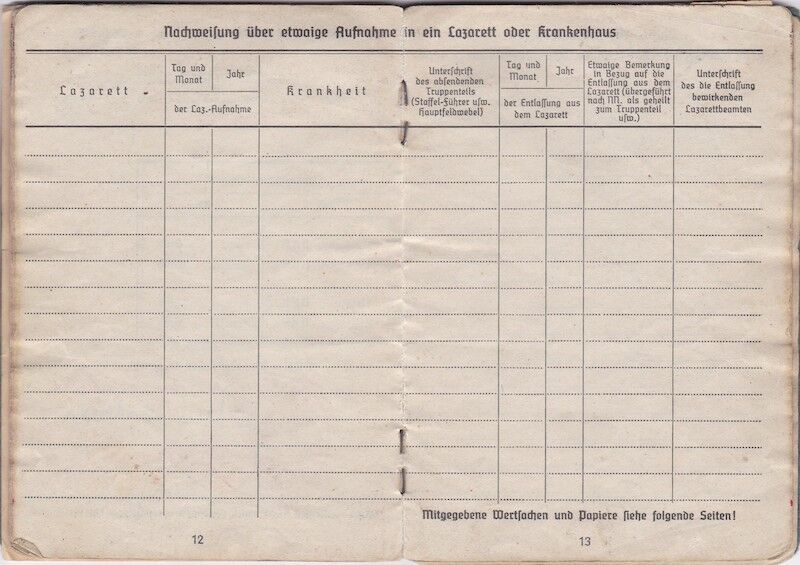 Nachweisung über etwaige Aufnahme in ein Lazarett oder Krankenhaus
Lazarett
Tag und
Monat
Jahr
der Laz.-Aufnahme
Krankheit
Unterschrift
des absendenden
Truppenteils
(Staffel-Führer usw.
Hauptfeldwebel)
Tag und
Monat
Jahr
der Entlassung aus
dem Lazarett
Etwaige Bemerkung
in Bezug auf die
Entlassung aus dem
Lazarett (übergeführt
nach NN. als geheilt
zum Truppenteil
usw.)
Unterschrift
des die Entlassung
bewirkenden
Lazarettbeamten
Mitgegebene Wertsachen und Papiere siehe folgende Seiten!
12
13